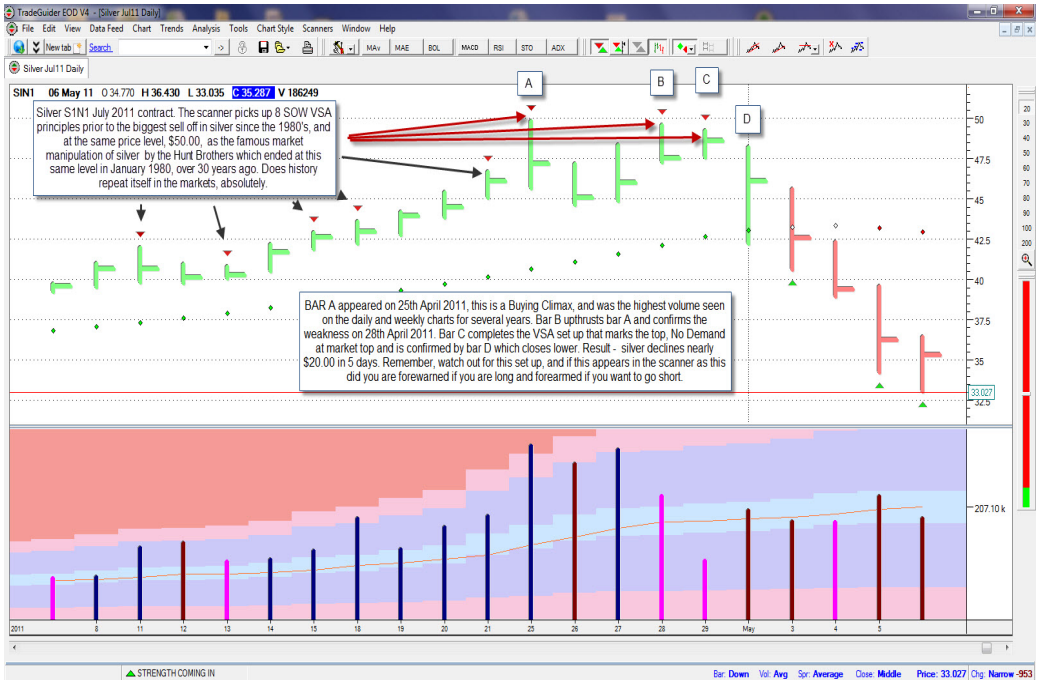 TradeGuider EOD V4 - [Silver Jul11 Daily]
File Edit View Data Feed Chart Trends Analysis Tools Chart Style Scanners Window Help
New tab Search MAv MAE BOL MACD RSI STO ADX
Silver Jul11 Daily
SIN1 06 May 11 O 34.770 H 36.430 L 33.035 C 35.287 V 186249
A
B
C
D
Silver S1N1 July 2011 contract. The scanner picks up 8 SOW VSA
principles prior to the biggest sell off in silver since the 1980's, and
at the same price level, $50.00, as the famous market
manipulation of silver by the Hunt Brothers which ended at this
same level in January 1980, over 30 years ago. Does history
repeat itself in the markets, absolutely.
BAR A appeared on 25th April 2011, this is a Buying Climax, and was the highest volume seen
on the daily and weekly charts for several years. Bar B upthrusts bar A and confirms the
weakness on 28th April 2011. Bar C completes the VSA set up that marks the top, No Demand
at market top and is confirmed by bar D which closes lower. Result - silver declines nearly
$20.00 in 5 days. Remember, watch out for this set up, and if this appears in the scanner as this
did you are forewarned if you are long and forearmed if you want to go short.
50
47.5
45
42.5
40
37.5
35
33.027
32.5
20
30
40
50
60
70
80
90
100
200
207.10 k
2011 8 11 12 13 14 15 18 19 20 21 25 26 27 28 29 May 3 4 5
STRENGTH COMING IN
Bar: Down Vol: Avg Spr: Average Close: Middle Price: 33.027 Chg: Narrow -953